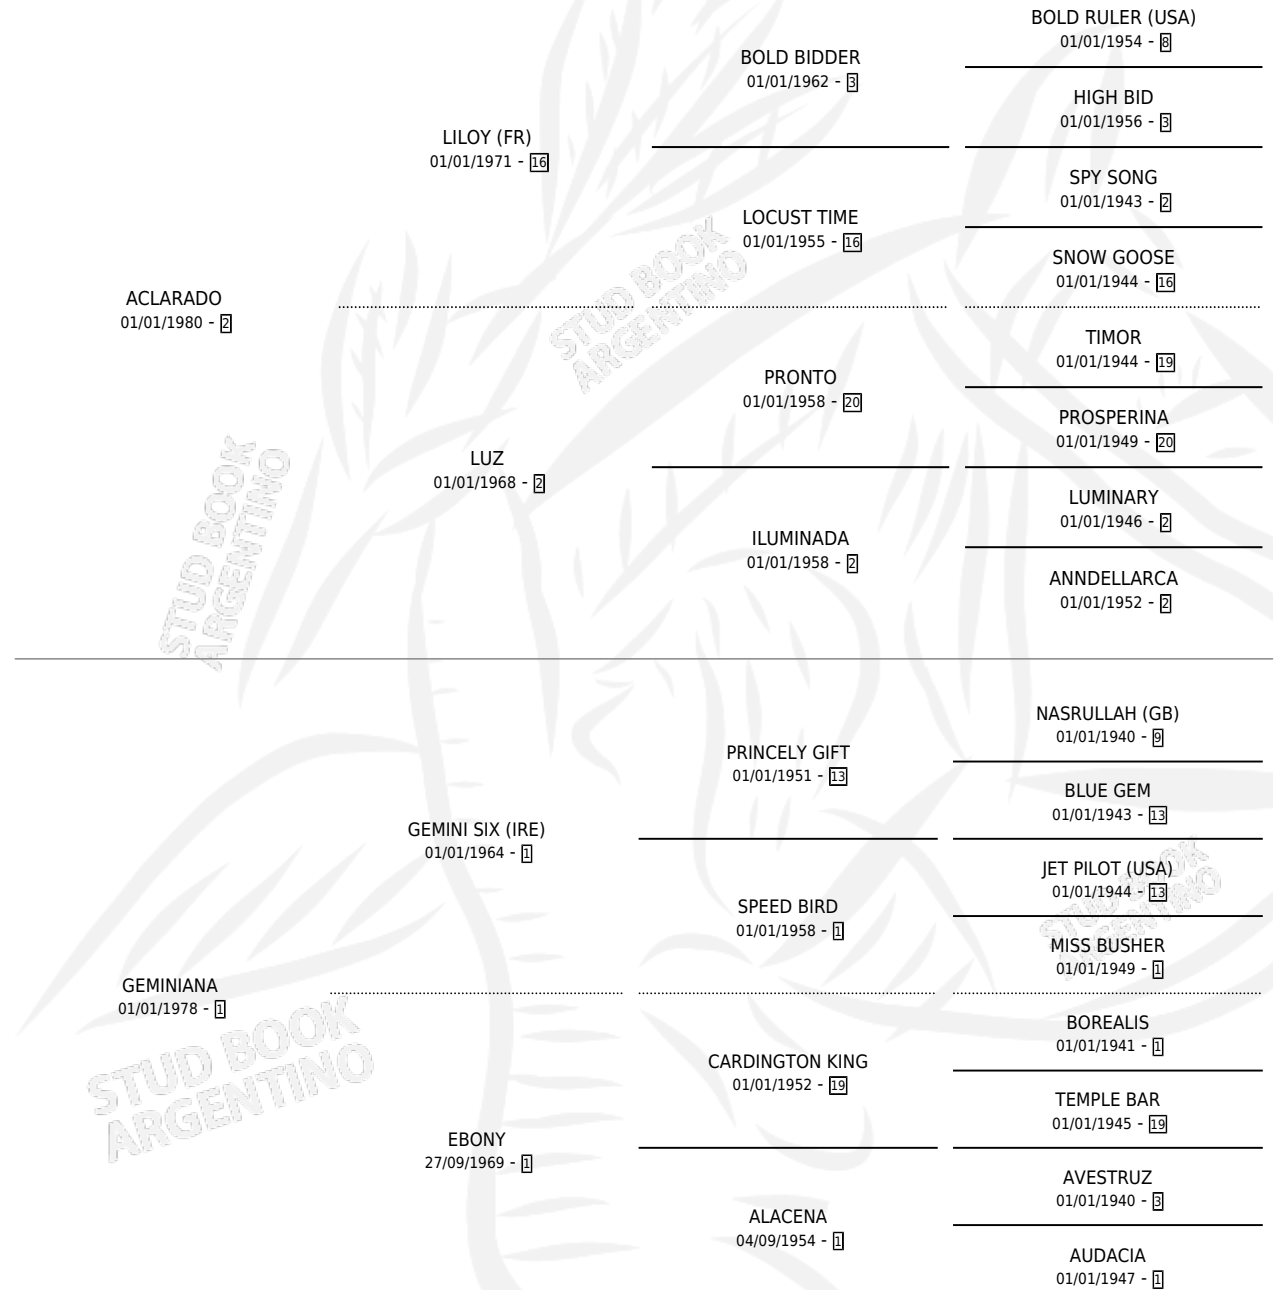 BOLD RULER (USA)
01/01/1954 - 8
BOLD BIDDER
01/01/1962 - 3
HIGH BID
01/01/1956 - 3
LILOY (FR)
01/01/1971 - 16
SPY SONG
01/01/1943 - 2
LOCUST TIME
01/01/1955 - 16
SNOW GOOSE
01/01/1944 - 16
ACLARADO
01/01/1980 - 2
STUD BOOK
ARGENTINO
TIMOR
01/01/1944 - 19
PRONTO
01/01/1958 - 20
PROSPERINA
01/01/1949 - 20
LUZ
01/01/1968 - 2
LUMINARY
01/01/1946 - 2
ILUMINADA
01/01/1958 - 2
ANNDELLARCA
01/01/1952 - 2
STUD BOOK
ARGENTINO
NASRULLAH (GB)
01/01/1940 - 9
PRINCELY GIFT
01/01/1951 - 13
BLUE GEM
01/01/1943 - 13
GEMINI SIX (IRE)
01/01/1964 - 1
JET PILOT (USA)
01/01/1944 - 13
SPEED BIRD
01/01/1958 - 1
STUD BOOK
ARGENTINO
MISS BUSHER
01/01/1949 - 1
GEMINIANA
01/01/1978 - 1
BOREALIS
01/01/1941 - 1
CARDINGTON KING
01/01/1952 - 19
STUD BOOK
ARGENTINO
TEMPLE BAR
01/01/1945 - 19
EBONY
27/09/1969 - 1
AVESTRUZ
01/01/1940 - 3
ALACENA
04/09/1954 - 1
AUDACIA
01/01/1947 - 1